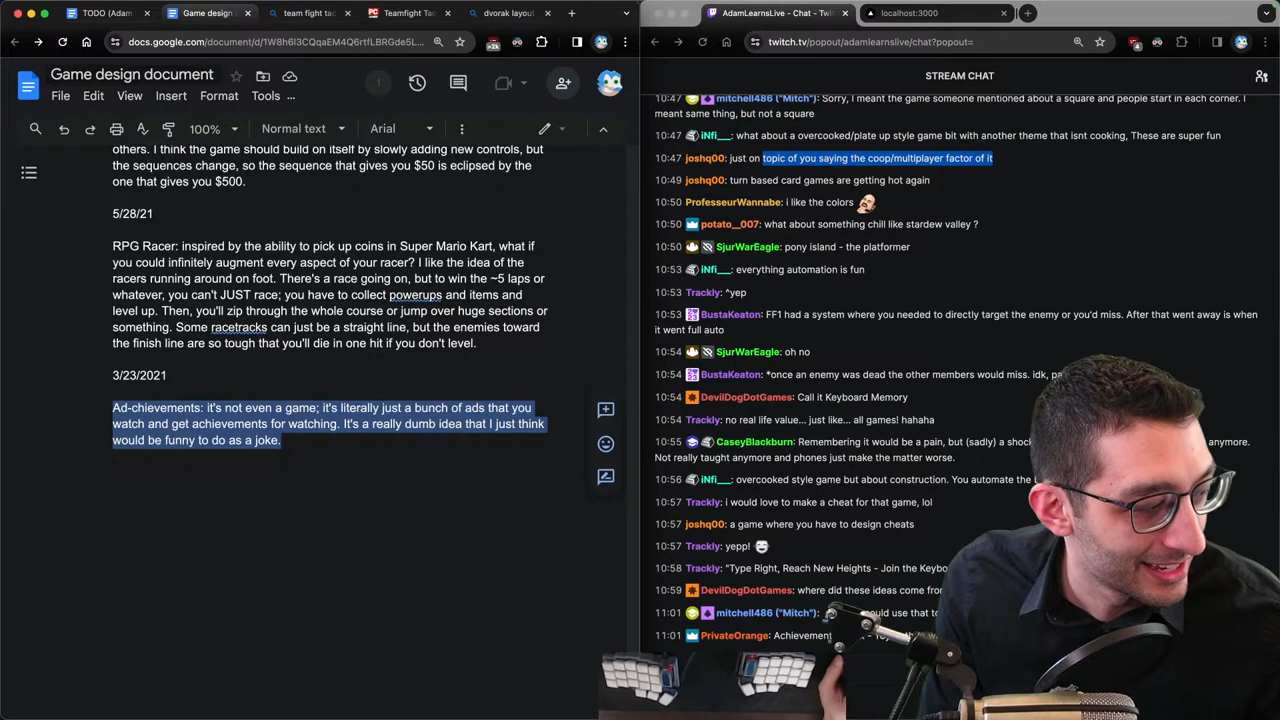 TODO (Adam
Game design
team fight tac
Teamfight Tac
dvorak layout
docs.google.com/document/d/1W8h6I3CQqaEM4Q6rtfLBRGde5L...
Game design document
File Edit View Insert Format Tools
100% Normal text Arial
others. I think the game should build on itself by slowly adding new controls, but
the sequences change, so the sequence that gives you $50 is eclipsed by the
one that gives you $500.
5/28/21
RPG Racer: inspired by the ability to pick up coins in Super Mario Kart, what if
you could infinitely augment every aspect of your racer? I like the idea of the
racers running around on foot. There's a race going on, but to win the ~5 laps or
whatever, you can't JUST race; you have to collect powerups and items and
level up. Then, you'll zip through the whole course or jump over huge sections or
something. Some racetracks can just be a straight line, but the enemies toward
the finish line are so tough that you'll die in one hit if you don't level.
3/23/2021
Ad-chievements: it's not even a game; it's literally just a bunch of ads that you
watch and get achievements for watching. It's a really dumb idea that I just think
would be funny to do as a joke.
AdamLearnsLive - Chat - Twi
localhost:3000
twitch.tv/popout/adamlearnslive/chat?popout=
STREAM CHAT
10:47 mitchell486 ("Mitch"): Sorry, I meant the game someone mentioned about a square and people start in each corner. I
meant same thing, but not a square
10:47 iNfi___: what about a overcooked/plate up style game bit with another theme that isnt cooking, These are super fun
10:47 joshq00: just on topic of you saying the coop/multiplayer factor of it
10:49 joshq00: turn based card games are getting hot again
10:50 ProfesseurWannabe: i like the colors
10:50 potato__007: what about something chill like stardew valley ?
10:50 SjurWarEagle: pony island - the platformer
10:53 iNfi___: everything automation is fun
10:53 Trackly: ^yep
10:53 BustaKeaton: FF1 had a system where you needed to directly target the enemy or you'd miss. After that went away is when
it went full auto
10:54 SjurWarEagle: oh no
10:54 BustaKeaton: *once an enemy was dead the other members would miss. idk, pa
10:54 DevilDogDotGames: Call it Keyboard Memory
10:54 Trackly: no real life value... just like... all games! hahaha
10:55 CaseyBlackburn: Remembering it would be a pain, but (sadly) a shock amount
Not really taught anymore and phones just make the matter worse.
10:56 iNfi___: overcooked style game but about construction. You automate the
10:57 Trackly: i would love to make a cheat for that game, lol
10:57 joshq00: a game where you have to design cheats
10:57 Trackly: yepp!
10:58 Trackly: "Type Right, Reach New Heights - Join the Keybo
10:59 DevilDogDotGames: where did these ideas come from
11:01 mitchell486 ("Mitch"): could use that to
11:01 PrivateOrange: Achievement